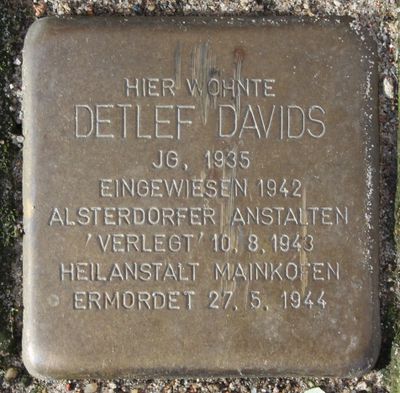 HIER WOHNTE
DETLEF DAVIDS
JG. 1935
EINGEWIESEN 1942
ALSTERDORFER ANSTALTEN
'VERLEGT' 10.8.1943
HEILANSTALT MAINKOFEN
ERMORDET 27.5.1944